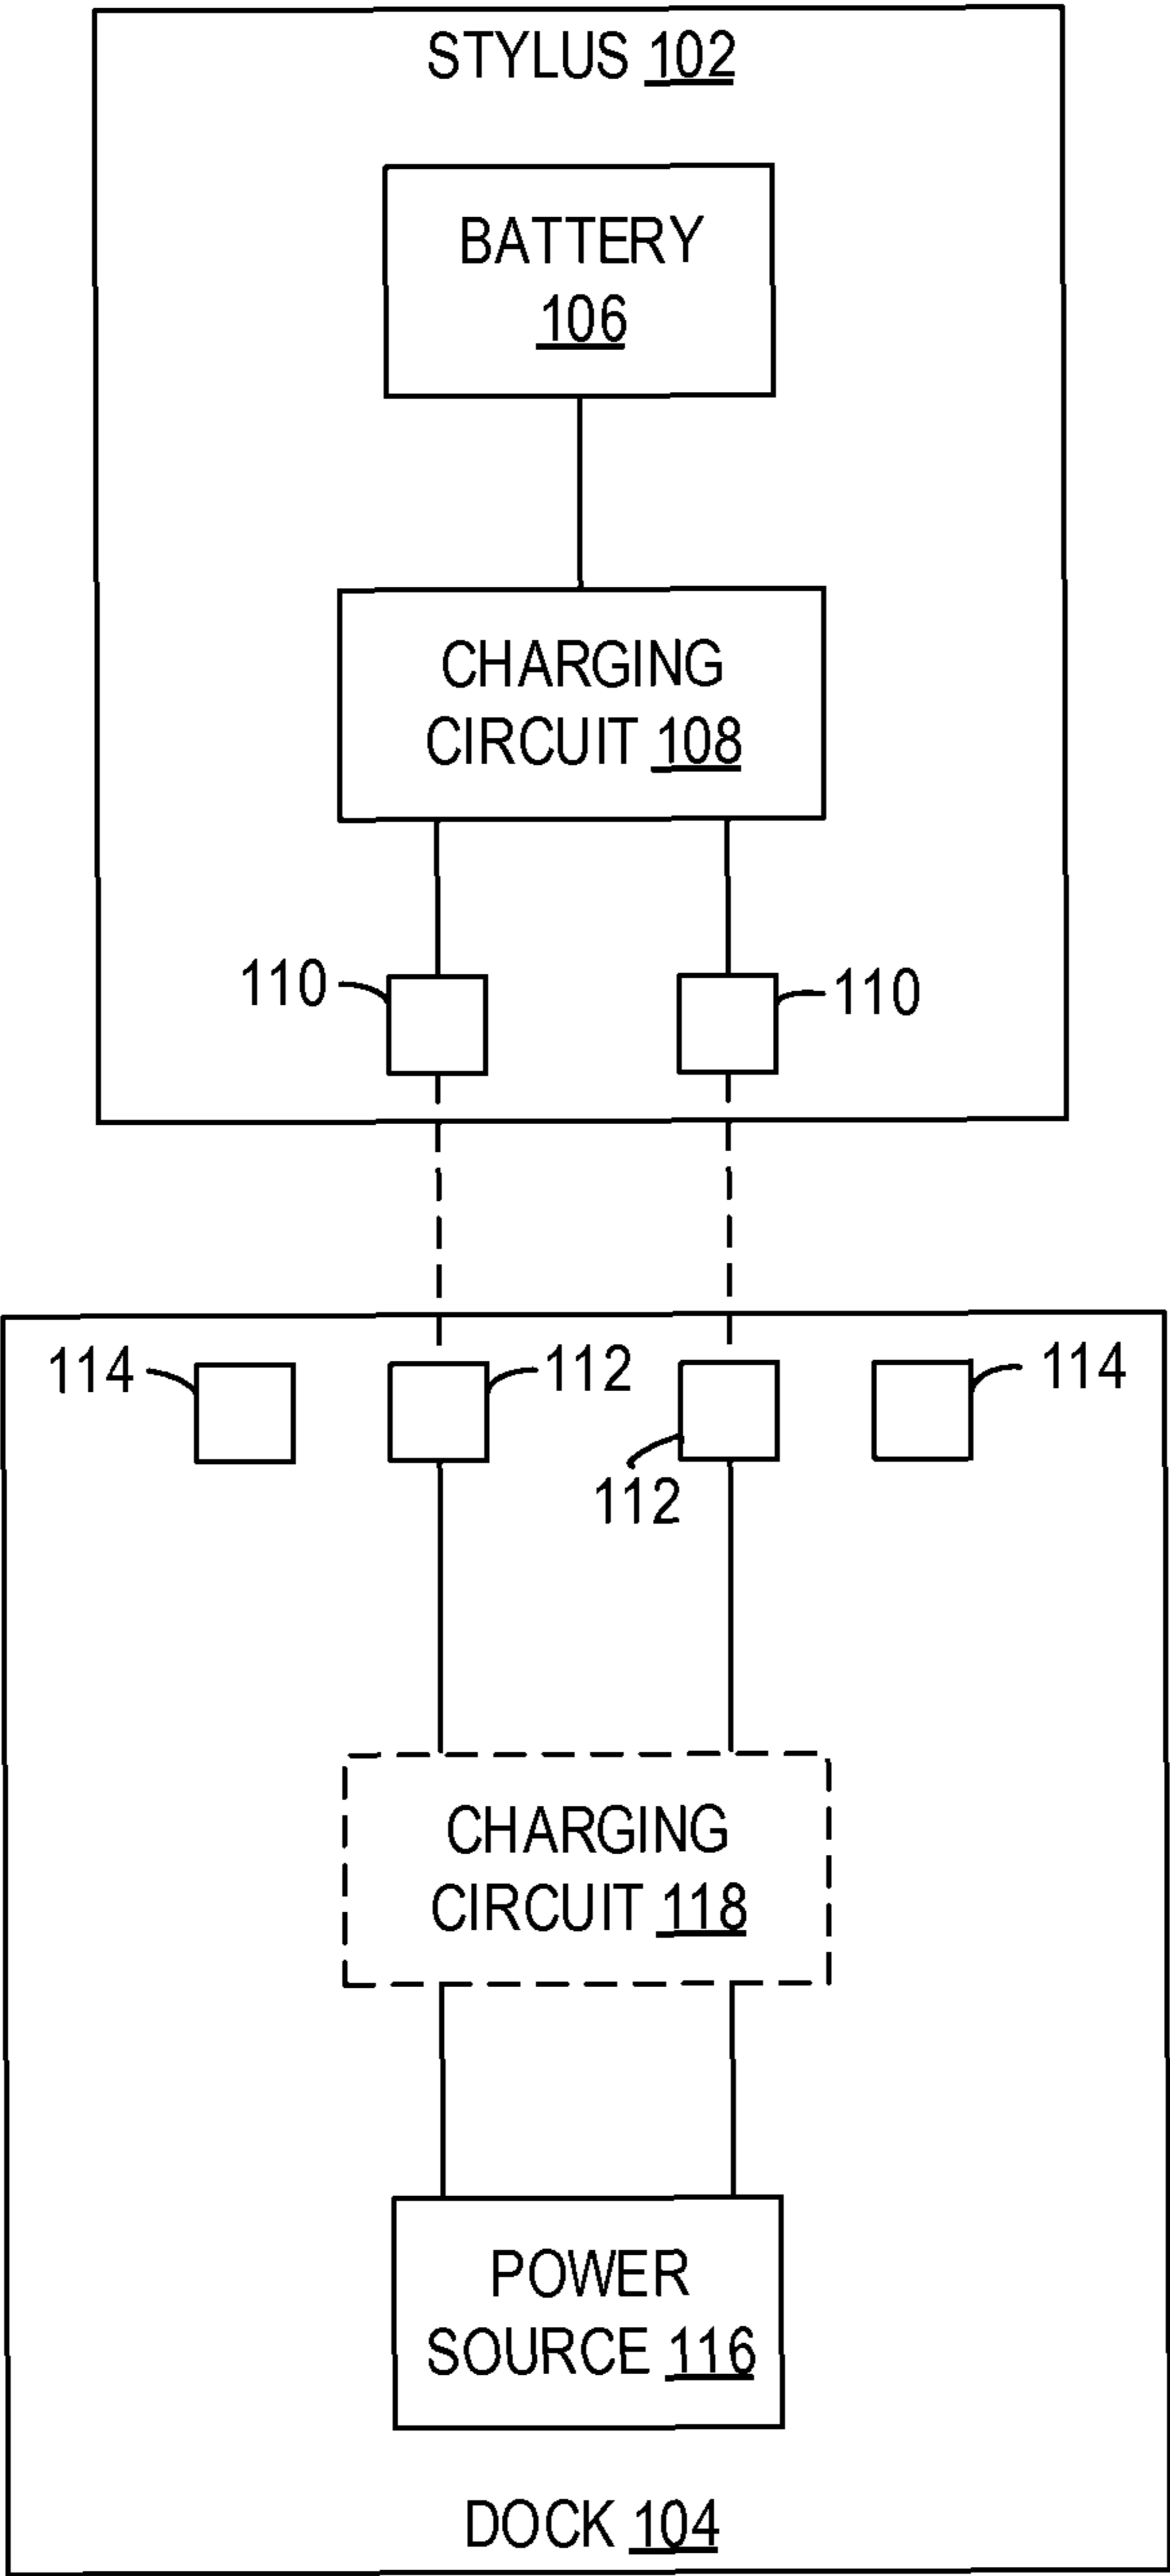 STYLUS 102
BATTERY
106
CHARGING
CIRCUIT 108
110
110
114
112
112
114
CHARGING
CIRCUIT 118
POWER
SOURCE 116
DOCK 104